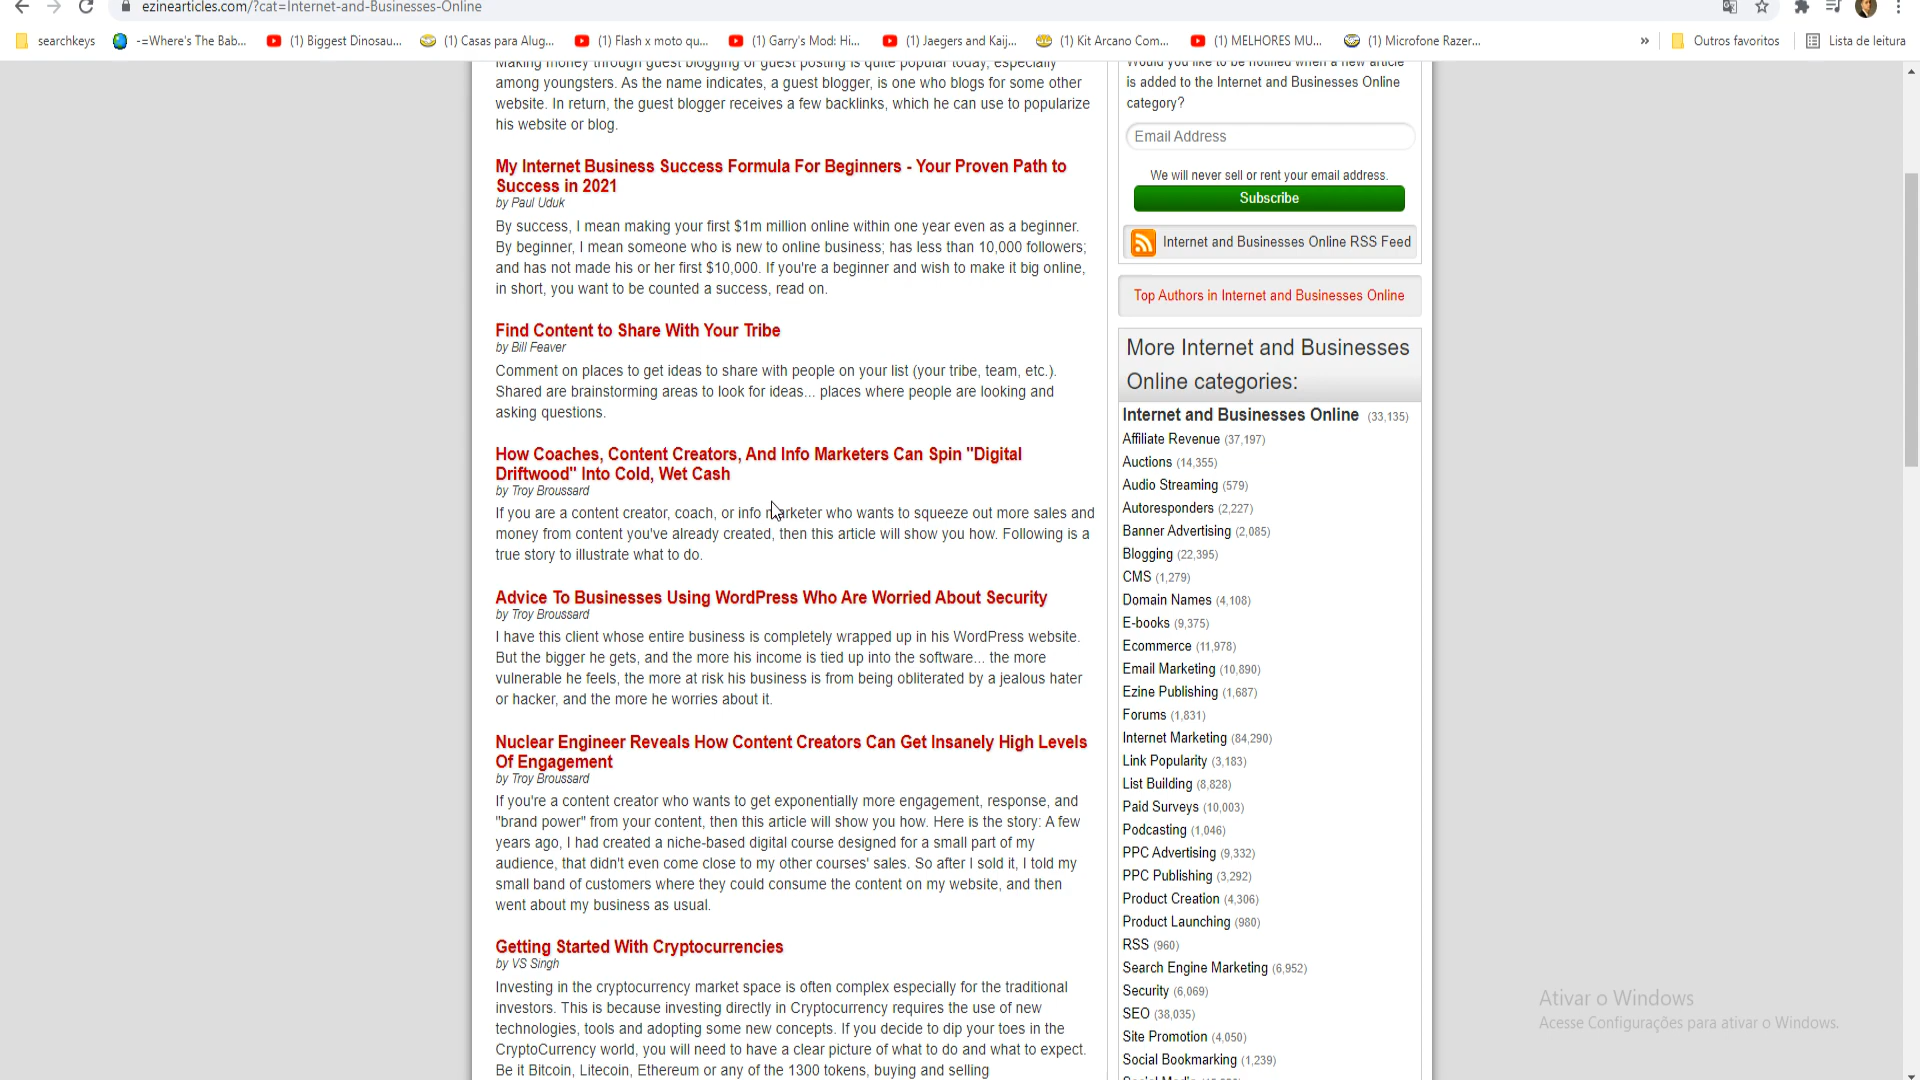 ezinearticles.com/?cat=Internet-and-Businesses-Online
searchkeys
-=Where's The Bab...
(1) Biggest Dinosau...
(1) Casas para Alug...
(1) Flash x moto qu...
(1) Garry's Mod: Hi...
(1) Jaegers and Kaij...
(1) Kit Arcano Com...
(1) MELHORES MU...
(1) Microfone Razer...
»
Outros favoritos
Lista de leitura
Making money through guest blogging or guest posting is quite popular today, especially
among youngsters. As the name indicates, a guest blogger, is one who blogs for some other
website. In return, the guest blogger receives a few backlinks, which he can use to popularize
his website or blog.
My Internet Business Success Formula For Beginners - Your Proven Path to
Success in 2021
by Paul Uduk
By success, I mean making your first $1m million online within one year even as a beginner.
By beginner, I mean someone who is new to online business; has less than 10,000 followers;
and has not made his or her first $10,000. If you're a beginner and wish to make it big online,
in short, you want to be counted a success, read on.
Find Content to Share With Your Tribe
by Bill Feaver
Comment on places to get ideas to share with people on your list (your tribe, team, etc.).
Shared are brainstorming areas to look for ideas... places where people are looking and
asking questions.
How Coaches, Content Creators, And Info Marketers Can Spin "Digital
Driftwood" Into Cold, Wet Cash
by Troy Broussard
If you are a content creator, coach, or info marketer who wants to squeeze out more sales and
money from content you've already created, then this article will show you how. Following is a
true story to illustrate what to do.
Advice To Businesses Using WordPress Who Are Worried About Security
by Troy Broussard
I have this client whose entire business is completely wrapped up in his WordPress website.
But the bigger he gets, and the more his income is tied up into the software... the more
vulnerable he feels, the more at risk his business is from being obliterated by a jealous hater
or hacker, and the more he worries about it.
Nuclear Engineer Reveals How Content Creators Can Get Insanely High Levels
Of Engagement
by Troy Broussard
If you're a content creator who wants to get exponentially more engagement, response, and
"brand power" from your content, then this article will show you how. Here is the story: A few
years ago, I had created a niche-based digital course designed for a small part of my
audience, that didn't even come close to my other courses' sales. So after I sold it, I told my
small band of customers where they could consume the content on my website, and then
went about my business as usual.
Getting Started With Cryptocurrencies
by VS Singh
Investing in the cryptocurrency market space is often complex especially for the traditional
investors. This is because investing directly in Cryptocurrency requires the use of new
technologies, tools and adopting some new concepts. If you decide to dip your toes in the
CryptoCurrency world, you will need to have a clear picture of what to do and what to expect.
Be it Bitcoin, Litecoin, Ethereum or any of the 1300 tokens, buying and selling
Would you like to be notified when a new article
is added to the Internet and Businesses Online
category?
Email Address
We will never sell or rent your email address.
Subscribe
Internet and Businesses Online RSS Feed
Top Authors in Internet and Businesses Online
More Internet and Businesses
Online categories:
Internet and Businesses Online (33,135)
Affiliate Revenue (37,197)
Auctions (14,355)
Audio Streaming (579)
Autoresponders (2,227)
Banner Advertising (2,085)
Blogging (22,395)
CMS (1,279)
Domain Names (4,108)
E-books (9,375)
Ecommerce (11,978)
Email Marketing (10,890)
Ezine Publishing (1,687)
Forums (1,831)
Internet Marketing (84,290)
Link Popularity (3,183)
List Building (8,828)
Paid Surveys (10,003)
Podcasting (1,046)
PPC Advertising (9,332)
PPC Publishing (3,292)
Product Creation (4,306)
Product Launching (980)
RSS (960)
Search Engine Marketing (6,952)
Security (6,069)
SEO (38,035)
Site Promotion (4,050)
Social Bookmarking (1,239)
Social Media
Ativar o Windows
Acesse Configurações para ativar o Windows.